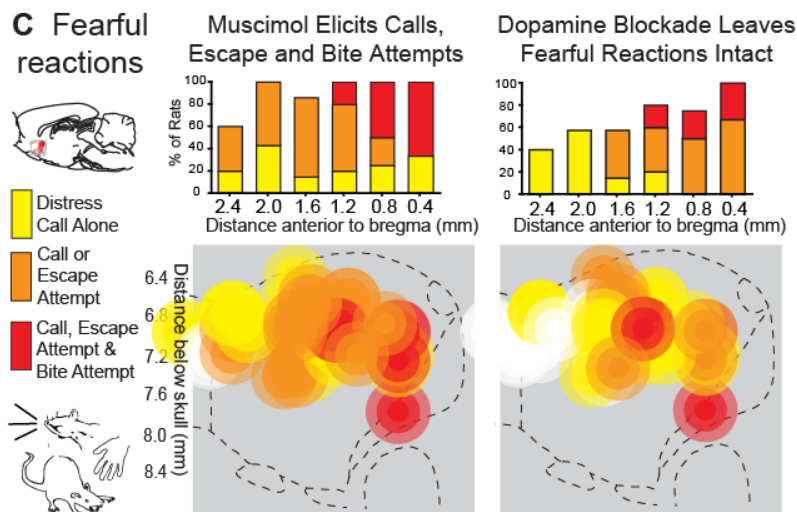 C Fearful
reactions
Muscimol Elicits Calls,
Escape and Bite Attempts
Dopamine Blockade Leaves
Fearful Reactions Intact
% of Rats
100
80
60
40
20
0
2.4 2.0 1.6 1.2 0.8 0.4
Distance anterior to bregma (mm)
100
80
60
40
20
0
2.4 2.0 1.6 1.2 0.8 0.4
Distance anterior to bregma (mm)
Distress
Call Alone
Call or
Escape
Attempt
Call, Escape
Attempt &
Bite Attempt
Distance below skull (mm)
6.4
6.8
7.2
7.6
8.0
8.4